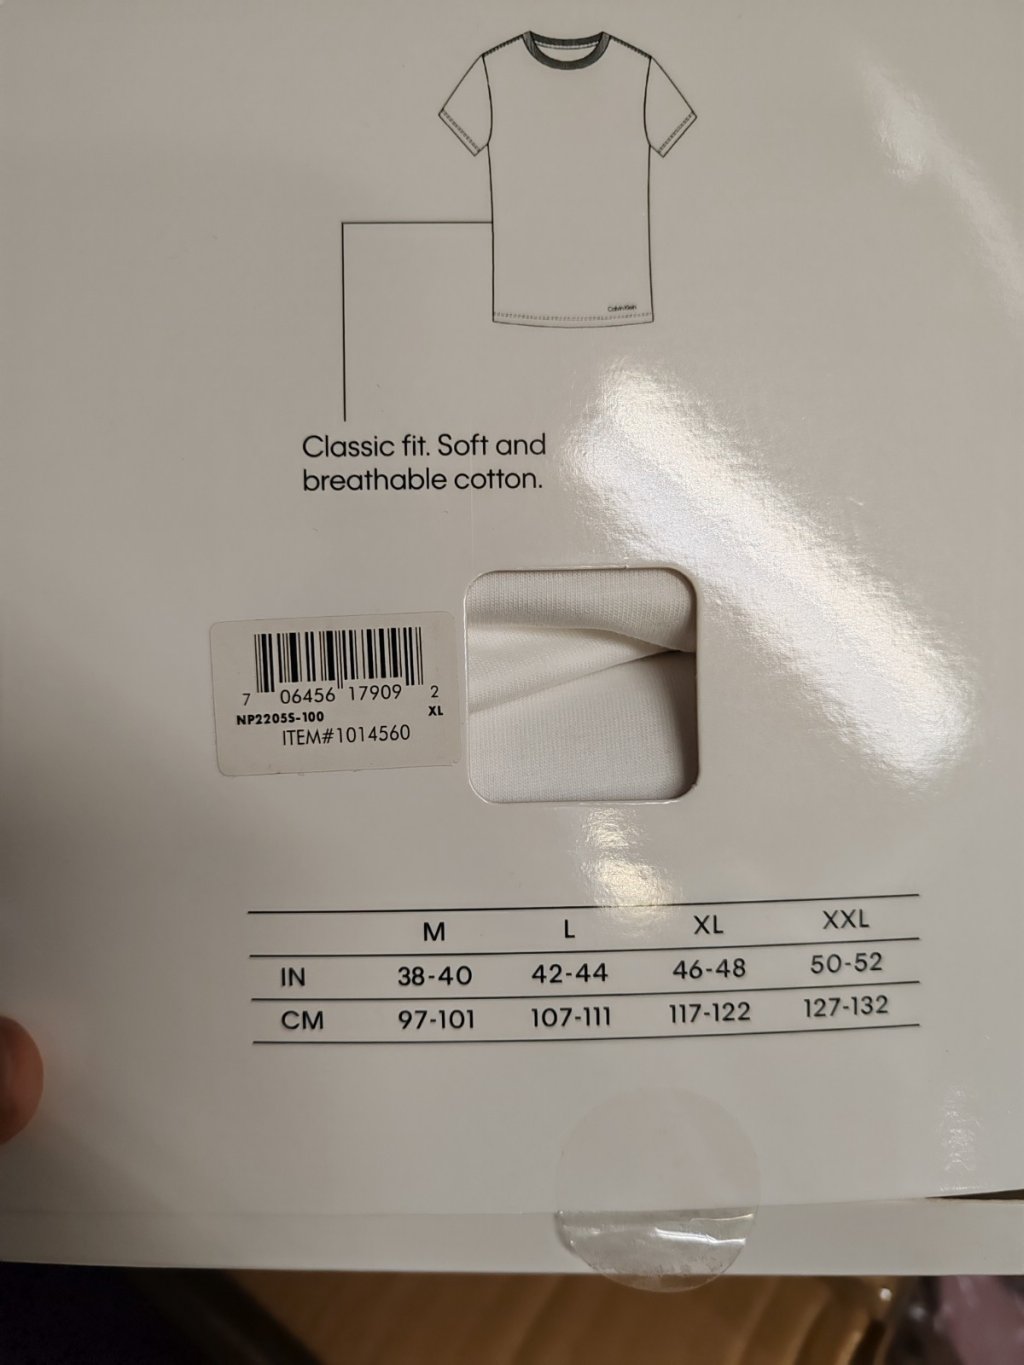 Calvin Klein
Classic fit. Soft and
breathable cotton.
7 06456 17909 2
NP2205S-100 XL
ITEM#1014560
M L XL XXL
IN 38-40 42-44 46-48 50-52
CM 97-101 107-111 117-122 127-132